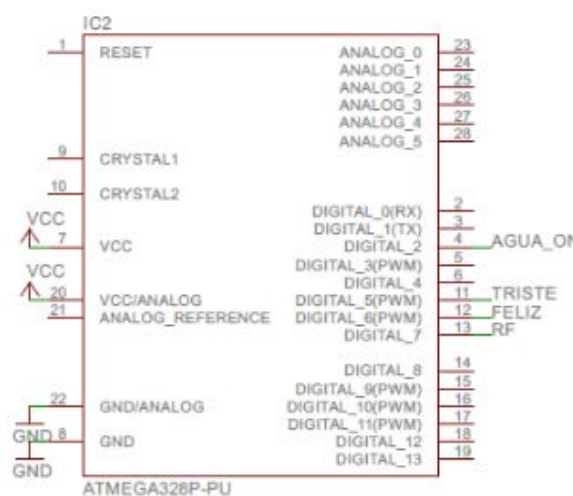 IC2
1 RESET ANALOG_0 23
ANALOG_1 24
ANALOG_2 25
ANALOG_3 26
ANALOG_4 27
ANALOG_5 28
9 CRYSTAL1
10 CRYSTAL2
DIGITAL_0(RX) 2
DIGITAL_1(TX) 3
VCC 7 VCC DIGITAL_2 4 AGUA_ON
DIGITAL_3(PWM) 5
DIGITAL_4 6
VCC 20 VCC/ANALOG DIGITAL_5(PWM) 11 TRISTE
21 ANALOG_REFERENCE DIGITAL_6(PWM) 12 FELIZ
DIGITAL_7 13 RF
DIGITAL_8 14
DIGITAL_9(PWM) 15
22 GND/ANALOG DIGITAL_10(PWM) 16
DIGITAL_11(PWM) 17
GND 8 GND DIGITAL_12 18
GND DIGITAL_13 19
ATMEGA328P-PU